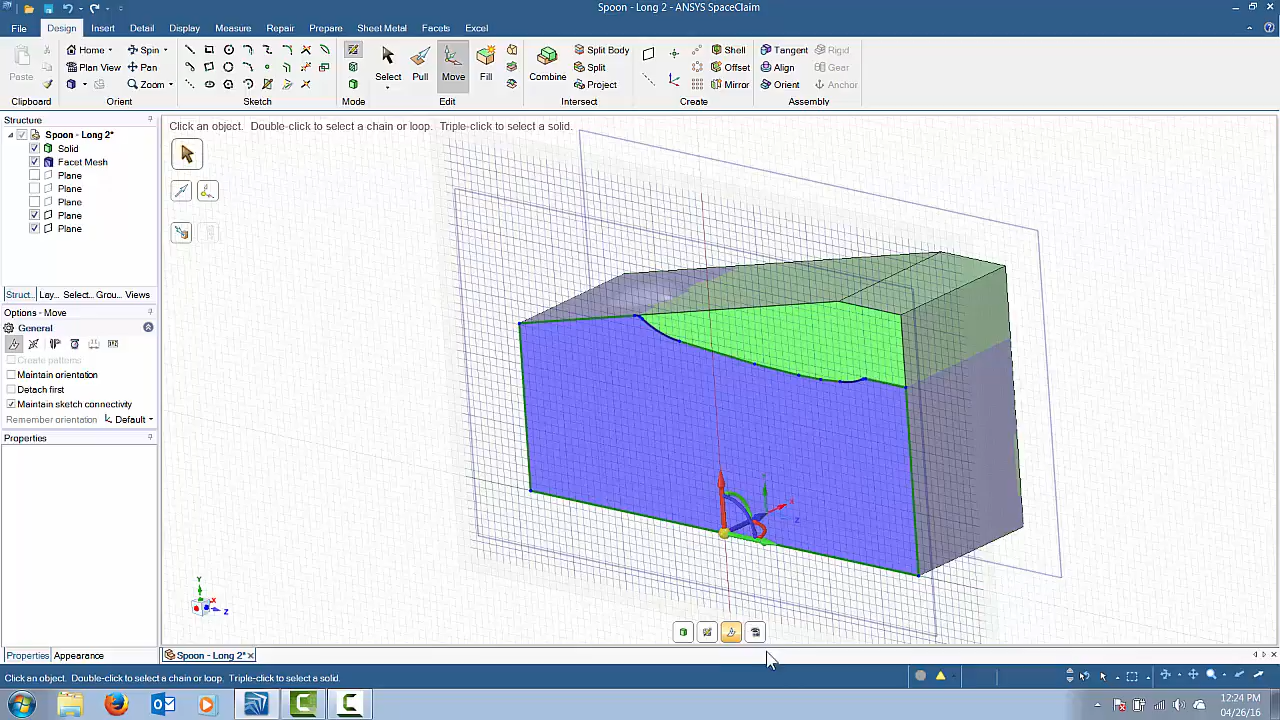 Spoon - Long 2 - ANSYS SpaceClaim
File Design Insert Detail Display Measure Repair Prepare Sheet Metal Facets Excel
Paste
Home
Plan View
Spin
Pan
Zoom
Select
Pull
Move
Fill
Combine
Split Body
Split
Project
Shell
Offset
Mirror
Tangent
Align
Orient
Rigid
Gear
Anchor
Clipboard Orient Sketch Mode Edit Intersect Create Assembly
Structure
Spoon - Long 2*
Solid
Facet Mesh
Plane
Plane
Plane
Plane
Plane
Struct... Lay... Select... Grou... Views
Options - Move
General
Create patterns
Maintain orientation
Detach first
Maintain sketch connectivity
Remember orientation Default
Properties
Click an object. Double-click to select a chain or loop. Triple-click to select a solid.
Y
X
Z
X
Z
Properties Appearance
Spoon - Long 2*
Click an object. Double-click to select a chain or loop. Triple-click to select a solid.
12:24 PM
04/26/16